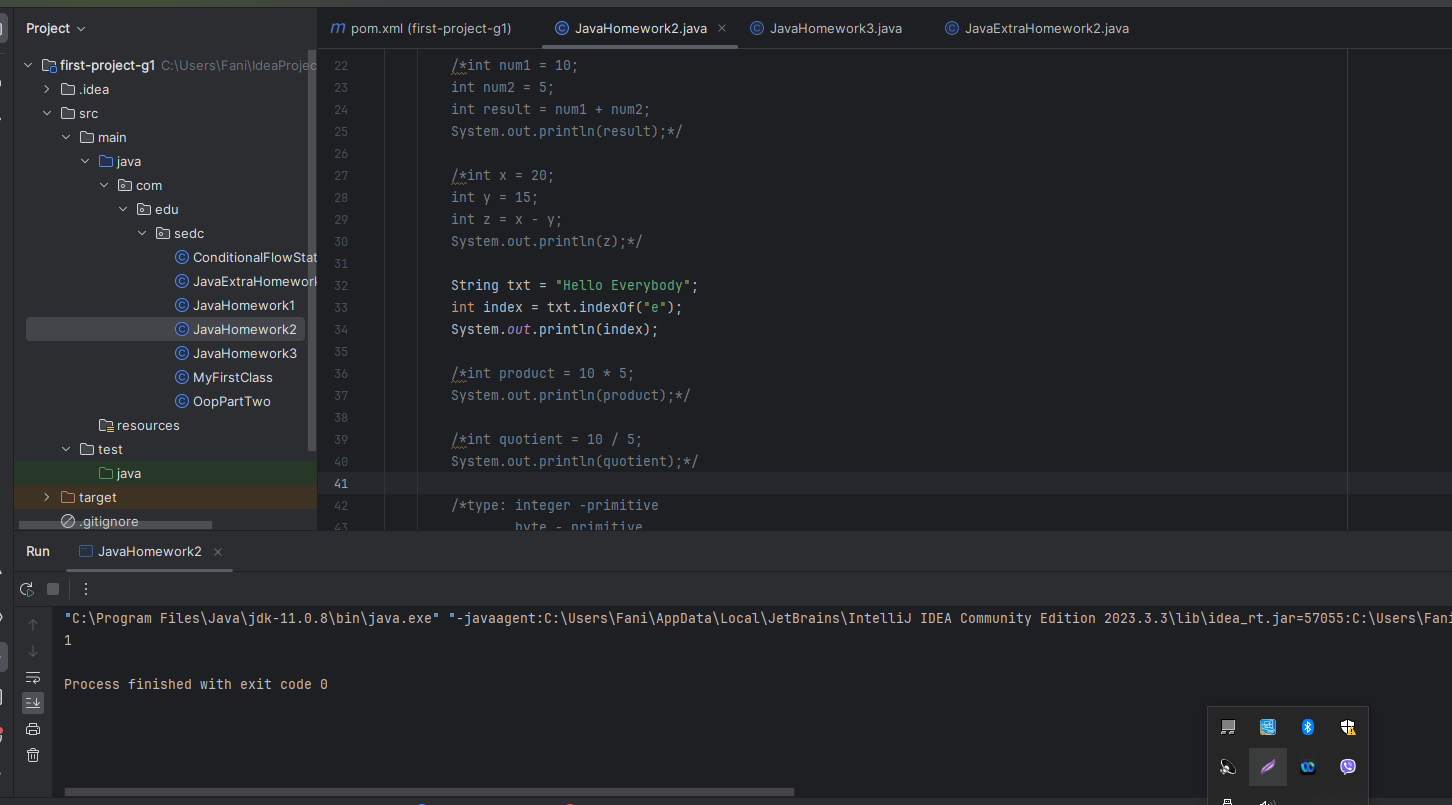 Project
pom.xml (first-project-g1)
JavaHomework2.java
JavaHomework3.java
JavaExtraHomework2.java
first-project-g1 C:\Users\Fani\IdeaProjec
.idea
src
main
java
com
edu
sedc
ConditionalFlowStat
JavaExtraHomework
JavaHomework1
JavaHomework2
JavaHomework3
MyFirstClass
OopPartTwo
resources
test
java
target
.gitignore
22 /*int num1 = 10;
23 int num2 = 5;
24 int result = num1 + num2;
25 System.out.println(result);*/
26
27 /*int x = 20;
28 int y = 15;
29 int z = x - y;
30 System.out.println(z);*/
31
32 String txt = "Hello Everybody";
33 int index = txt.indexOf("e");
34 System.out.println(index);
35
36 /*int product = 10 * 5;
37 System.out.println(product);*/
38
39 /*int quotient = 10 / 5;
40 System.out.println(quotient);*/
41
42 /*type: integer -primitive
43 byte - primitive
Run
JavaHomework2
"C:\Program Files\Java\jdk-11.0.8\bin\java.exe" "-javaagent:C:\Users\Fani\AppData\Local\JetBrains\IntelliJ IDEA Community Edition 2023.3.3\lib\idea_rt.jar=57055:C:\Users\Fani
1
Process finished with exit code 0